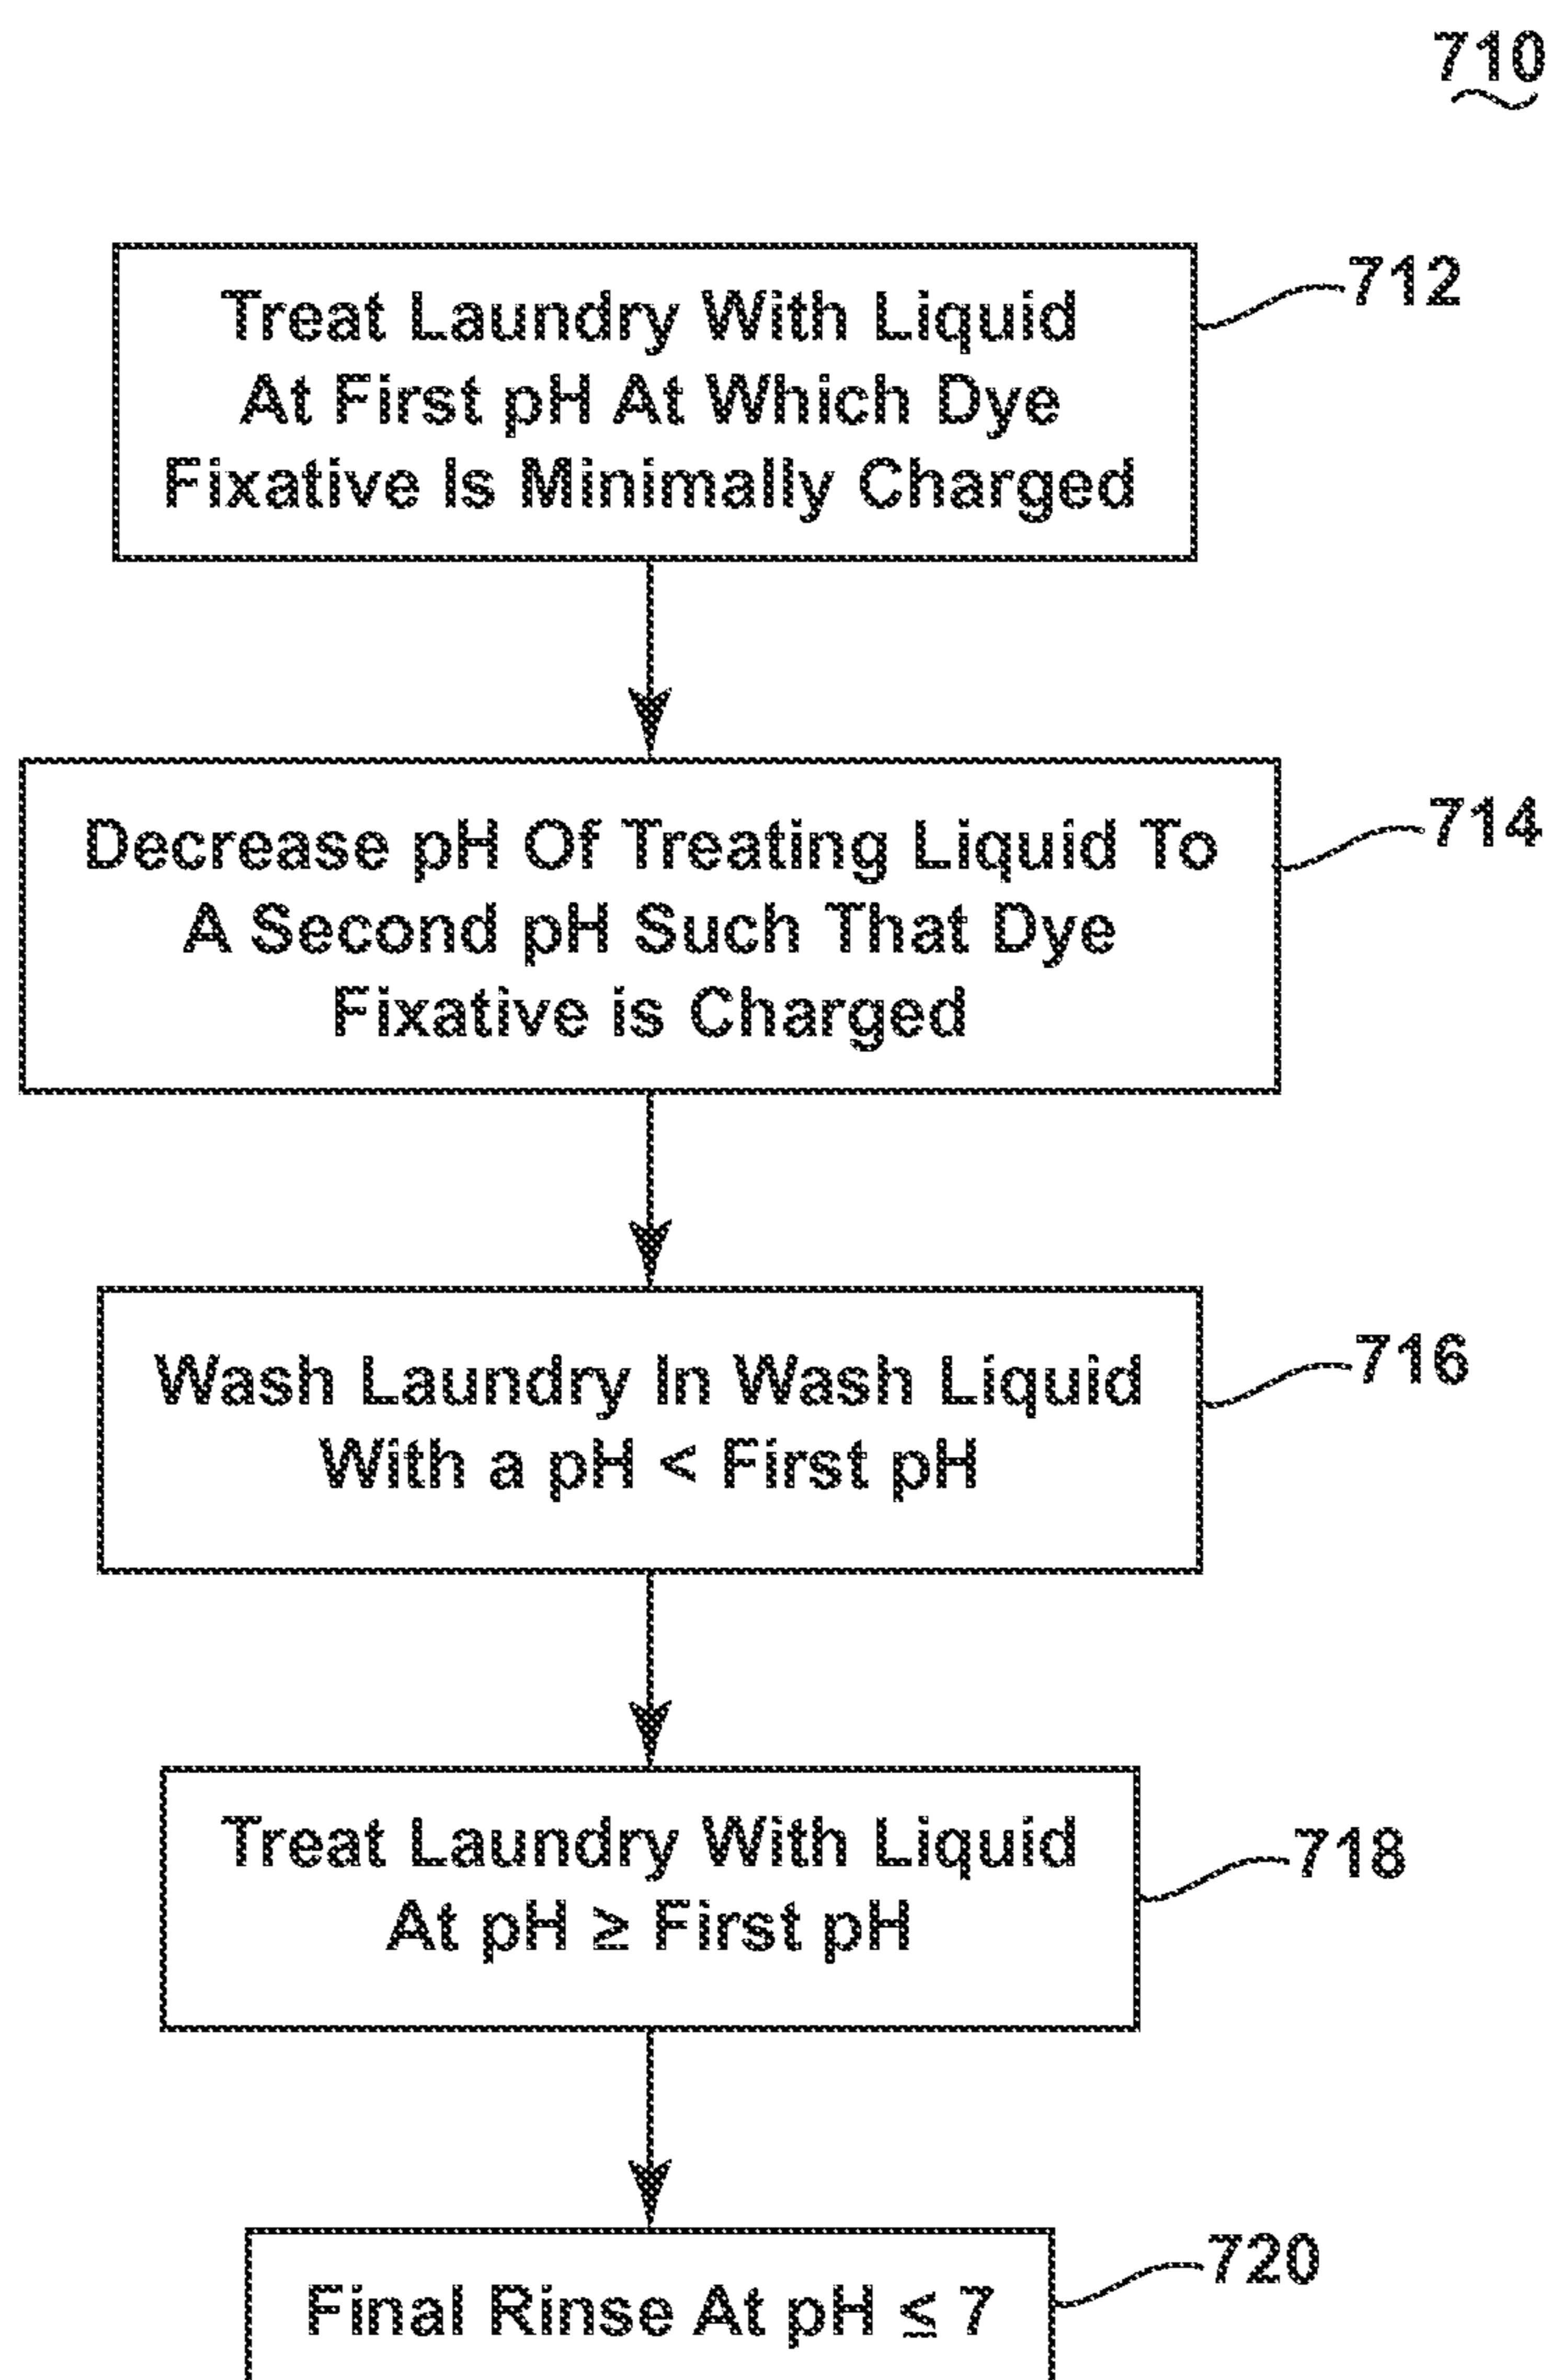 710
Treat Laundry With Liquid
At First pH At Which Dye
Fixative Is Minimally Charged
712
Decrease pH Of Treating Liquid To
A Second pH Such That Dye
Fixative is Charged
714
Wash Laundry In Wash Liquid
With a pH < First pH
716
Treat Laundry With Liquid
At pH ≥ First pH
718
Final Rinse At pH ≤ 7
720